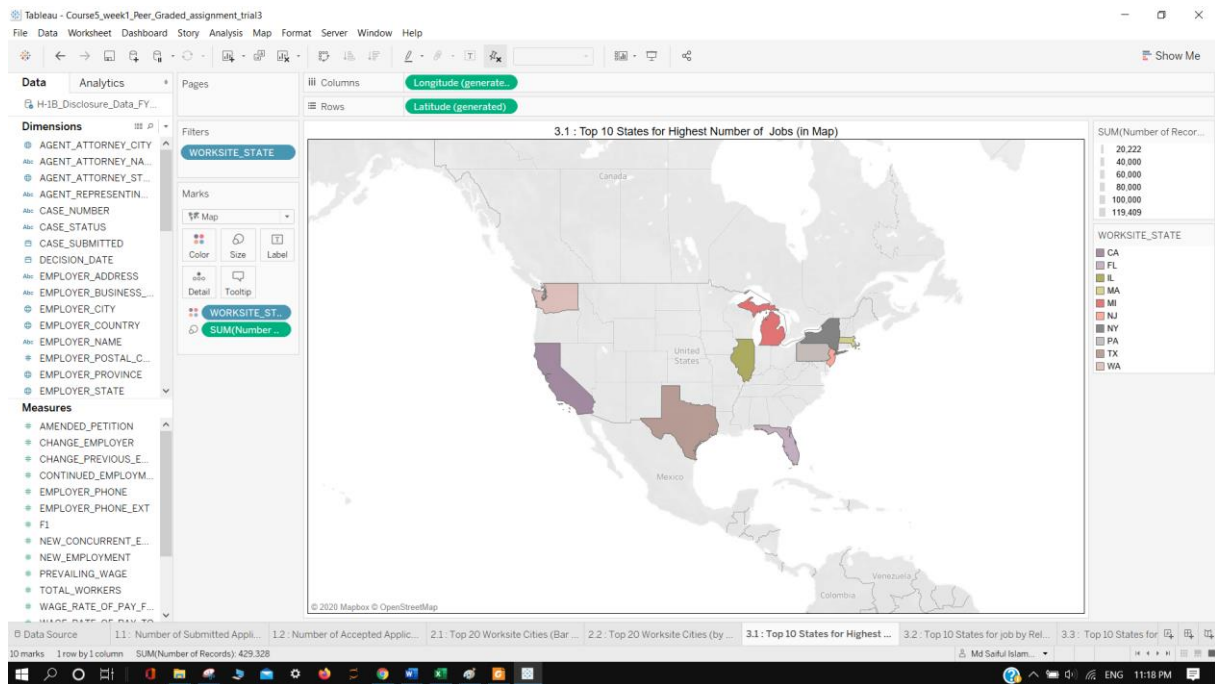 Tableau - Course5_week1_Peer_Graded_assignment_trial3
File Data Worksheet Dashboard Story Analysis Map Format Server Window Help
Show Me
Data Analytics
H-1B_Disclosure_Data_FY...
Dimensions
AGENT_ATTORNEY_CITY
Abc AGENT_ATTORNEY_NA...
AGENT_ATTORNEY_ST...
Abc AGENT_REPRESENTIN...
Abc CASE_NUMBER
Abc CASE_STATUS
CASE_SUBMITTED
DECISION_DATE
Abc EMPLOYER_ADDRESS
Abc EMPLOYER_BUSINESS_...
EMPLOYER_CITY
EMPLOYER_COUNTRY
Abc EMPLOYER_NAME
# EMPLOYER_POSTAL_C...
EMPLOYER_PROVINCE
EMPLOYER_STATE
Measures
# AMENDED_PETITION
# CHANGE_EMPLOYER
# CHANGE_PREVIOUS_E...
# CONTINUED_EMPLOYM...
# EMPLOYER_PHONE
# EMPLOYER_PHONE_EXT
# F1
# NEW_CONCURRENT_E...
# NEW_EMPLOYMENT
# PREVAILING_WAGE
# TOTAL_WORKERS
# WAGE_RATE_OF_PAY_F...
WAGE_RATE_OF_PAY_TO
Pages
Filters
WORKSITE_STATE
Marks
Map
Color Size Label
Detail Tooltip
WORKSITE_ST...
SUM(Number ...
Columns Longitude (generate..
Rows Latitude (generated)
3.1 : Top 10 States for Highest Number of Jobs (in Map)
Canada
United
States
Mexico
Venezuela
Colombia
© 2020 Mapbox © OpenStreetMap
SUM(Number of Recor...
20,222
40,000
60,000
80,000
100,000
119,409
WORKSITE_STATE
CA
FL
IL
MA
MI
NJ
NY
PA
TX
WA
Data Source 1.1 : Number of Submitted Appli... 1.2 : Number of Accepted Applic... 2.1 : Top 20 Worksite Cities (Bar ... 2.2 : Top 20 Worksite Cities (by ... 3.1 : Top 10 States for Highest ... 3.2 : Top 10 States for job by Rel... 3.3 : Top 10 States for
10 marks 1 row by 1 column SUM(Number of Records): 429,328 Md Saiful Islam...
ENG 11:18 PM